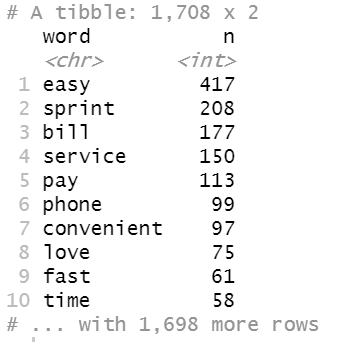 # A tibble: 1,708 x 2
word n
<chr> <int>
1 easy 417
2 sprint 208
3 bill 177
4 service 150
5 pay 113
6 phone 99
7 convenient 97
8 love 75
9 fast 61
10 time 58
# ... with 1,698 more rows